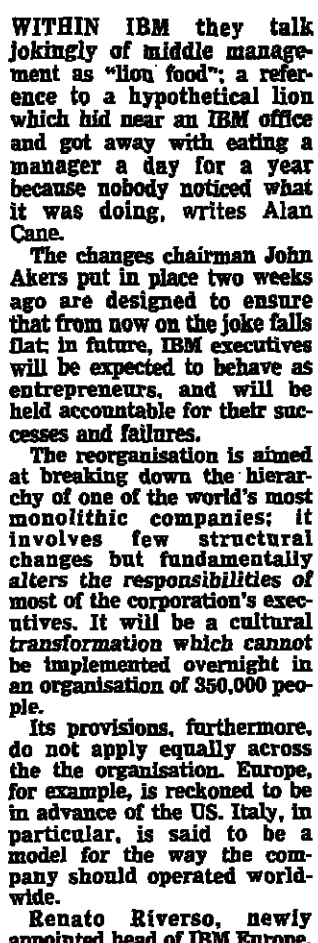 WITHIN IBM they talk
jokingly of middle manage-
ment as "lion food"; a refer-
ence to a hypothetical lion
which hid near an IBM office
and got away with eating a
manager a day for a year
because nobody noticed what
it was doing, writes Alan
Cane.
The changes chairman John
Akers put in place two weeks
ago are designed to ensure
that from now on the joke falls
flat; in future, IBM executives
will be expected to behave as
entrepreneurs, and will be
held accountable for their suc-
cesses and failures.
The reorganisation is aimed
at breaking down the hierar-
chy of one of the world's most
monolithic companies; it
involves few structural
changes but fundamentally
alters the responsibilities of
most of the corporation's exec-
utives. It will be a cultural
transformation which cannot
be implemented overnight in
an organisation of 350,000 peo-
ple.
Its provisions, furthermore,
do not apply equally across
the the organisation. Europe,
for example, is reckoned to be
in advance of the US. Italy, in
particular, is said to be a
model for the way the com-
pany should operated world-
wide.
Renato Riverso, newly
appointed head of IBM Europe,